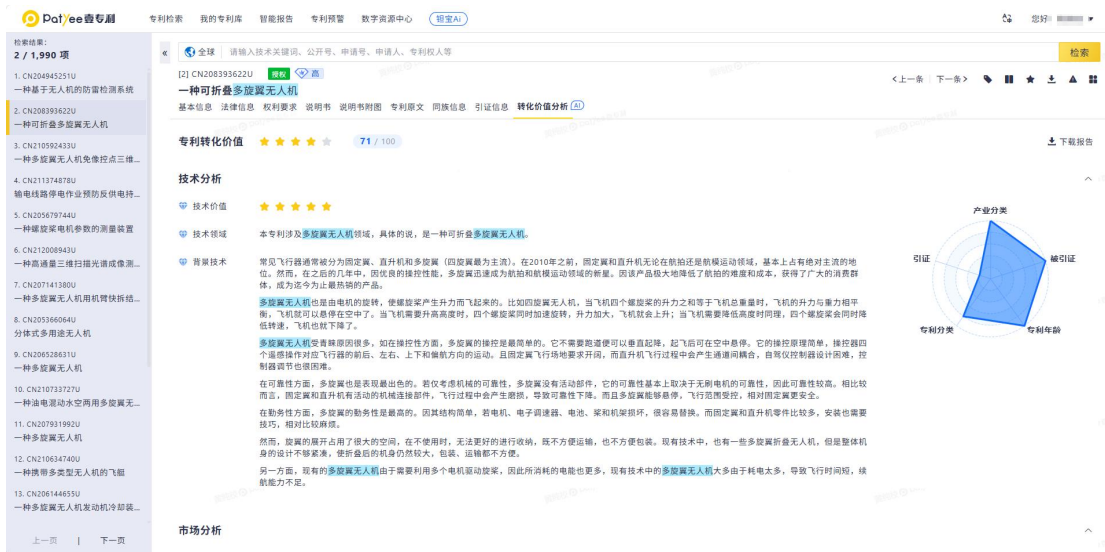 Patyee壹专利
专利检索 我的专利库 智能报告 专利预警 数字资源中心 钽宝Ai
您好
检索结果:
2 / 1,990 项
1. CN204945251U
一种基于无人机的防雷检测系统
2. CN208393622U
一种可折叠多旋翼无人机
3. CN210592433U
一种多旋翼无人机免像控点三维...
4. CN211374878U
输电线路停电作业预防反供电持...
5. CN205679744U
一种螺旋桨电机参数的测量装置
6. CN212008943U
一种高通量三维扫描光谱成像测...
7. CN207141380U
一种多旋翼无人机用机臂快拆结...
8. CN205366064U
分体式多用途无人机
9. CN206528631U
一种多旋翼无人机
10. CN210733727U
一种油电混动水空两用多旋翼无...
11. CN207931992U
一种多旋翼无人机
12. CN210634740U
一种携带多类型无人机的飞艇
13. CN206144655U
一种多旋翼无人机发动机冷却装...
上一页 | 下一页
«
全球 请输入技术关键词、公开号、申请号、申请人、专利权人等
检索
[2] CN208393622U 授权 高
<上一条 下一条>
一种可折叠多旋翼无人机
基本信息 法律信息 权利要求 说明书 说明书附图 专利原文 同族信息 引证信息 转化价值分析 AI
专利转化价值 71 / 100
下载报告
技术分析
技术价值
技术领域 本专利涉及多旋翼无人机领域,具体的说,是一种可折叠多旋翼无人机。
背景技术 常见飞行器通常被分为固定翼、直升机和多旋翼(四旋翼最为主流)。在2010年之前,固定翼和直升机无论在航拍还是航模运动领域,基本上占有绝对主流的地
位。然而,在之后的几年中,因优良的操控性能,多旋翼迅速成为航拍和航模运动领域的新星。因该产品极大地降低了航拍的难度和成本,获得了广大的消费群
体,成为迄今为止最热销的产品。
多旋翼无人机也是由电机的旋转,使螺旋桨产生升力而飞起来的。比如四旋翼无人机,当飞机四个螺旋桨的升力之和等于飞机总重量时,飞机的升力与重力相平
衡,飞机就可以悬停在空中了。当飞机需要升高高度时,四个螺旋桨同时加速旋转,升力加大,飞机就会上升;当飞机需要降低高度时同理,四个螺旋桨会同时降
低转速,飞机也就下降了。
多旋翼无人机受青睐原因很多,如在操控性方面,多旋翼的操控是最简单的。它不需要跑道便可以垂直起降,起飞后可在空中悬停。它的操控原理简单,操控器四
个遥感操作对应飞行器的前后、左右、上下和偏航方向的运动。且固定翼飞行场地要求开阔,而直升机飞行过程中会产生通道间耦合,自驾仪控制器设计困难,控
制器调节也很困难。
在可靠性方面,多旋翼也是表现最出色的。若仅考虑机械的可靠性,多旋翼没有活动部件,它的可靠性基本上取决于无刷电机的可靠性,因此可靠性较高。相比较
而言,固定翼和直升机有活动的机械连接部件,飞行过程中会产生磨损,导致可靠性下降。而且多旋翼能够悬停,飞行范围受控,相对固定翼更安全。
在勤务性方面,多旋翼的勤务性是最高的。因其结构简单,若电机、电子调速器、电池、桨和机架损坏,很容易替换。而固定翼和直升机零件比较多,安装也需要
技巧,相对比较麻烦。
然而,旋翼的展开占用了很大的空间,在不使用时,无法更好的进行收纳,既不方便运输,也不方便包装。现有技术中,也有一些多旋翼折叠无人机,但是整体机
身的设计不够紧凑,使折叠后的机身仍然较大,包装、运输都不方便。
另一方面,现有的多旋翼无人机由于需要利用多个电机驱动旋桨,因此所消耗的电能也更多,现有技术中的多旋翼无人机大多由于耗电太多,导致飞行时间短,续
航能力不足。
产业分类
引证
被引证
专利分类
专利年龄
市场分析